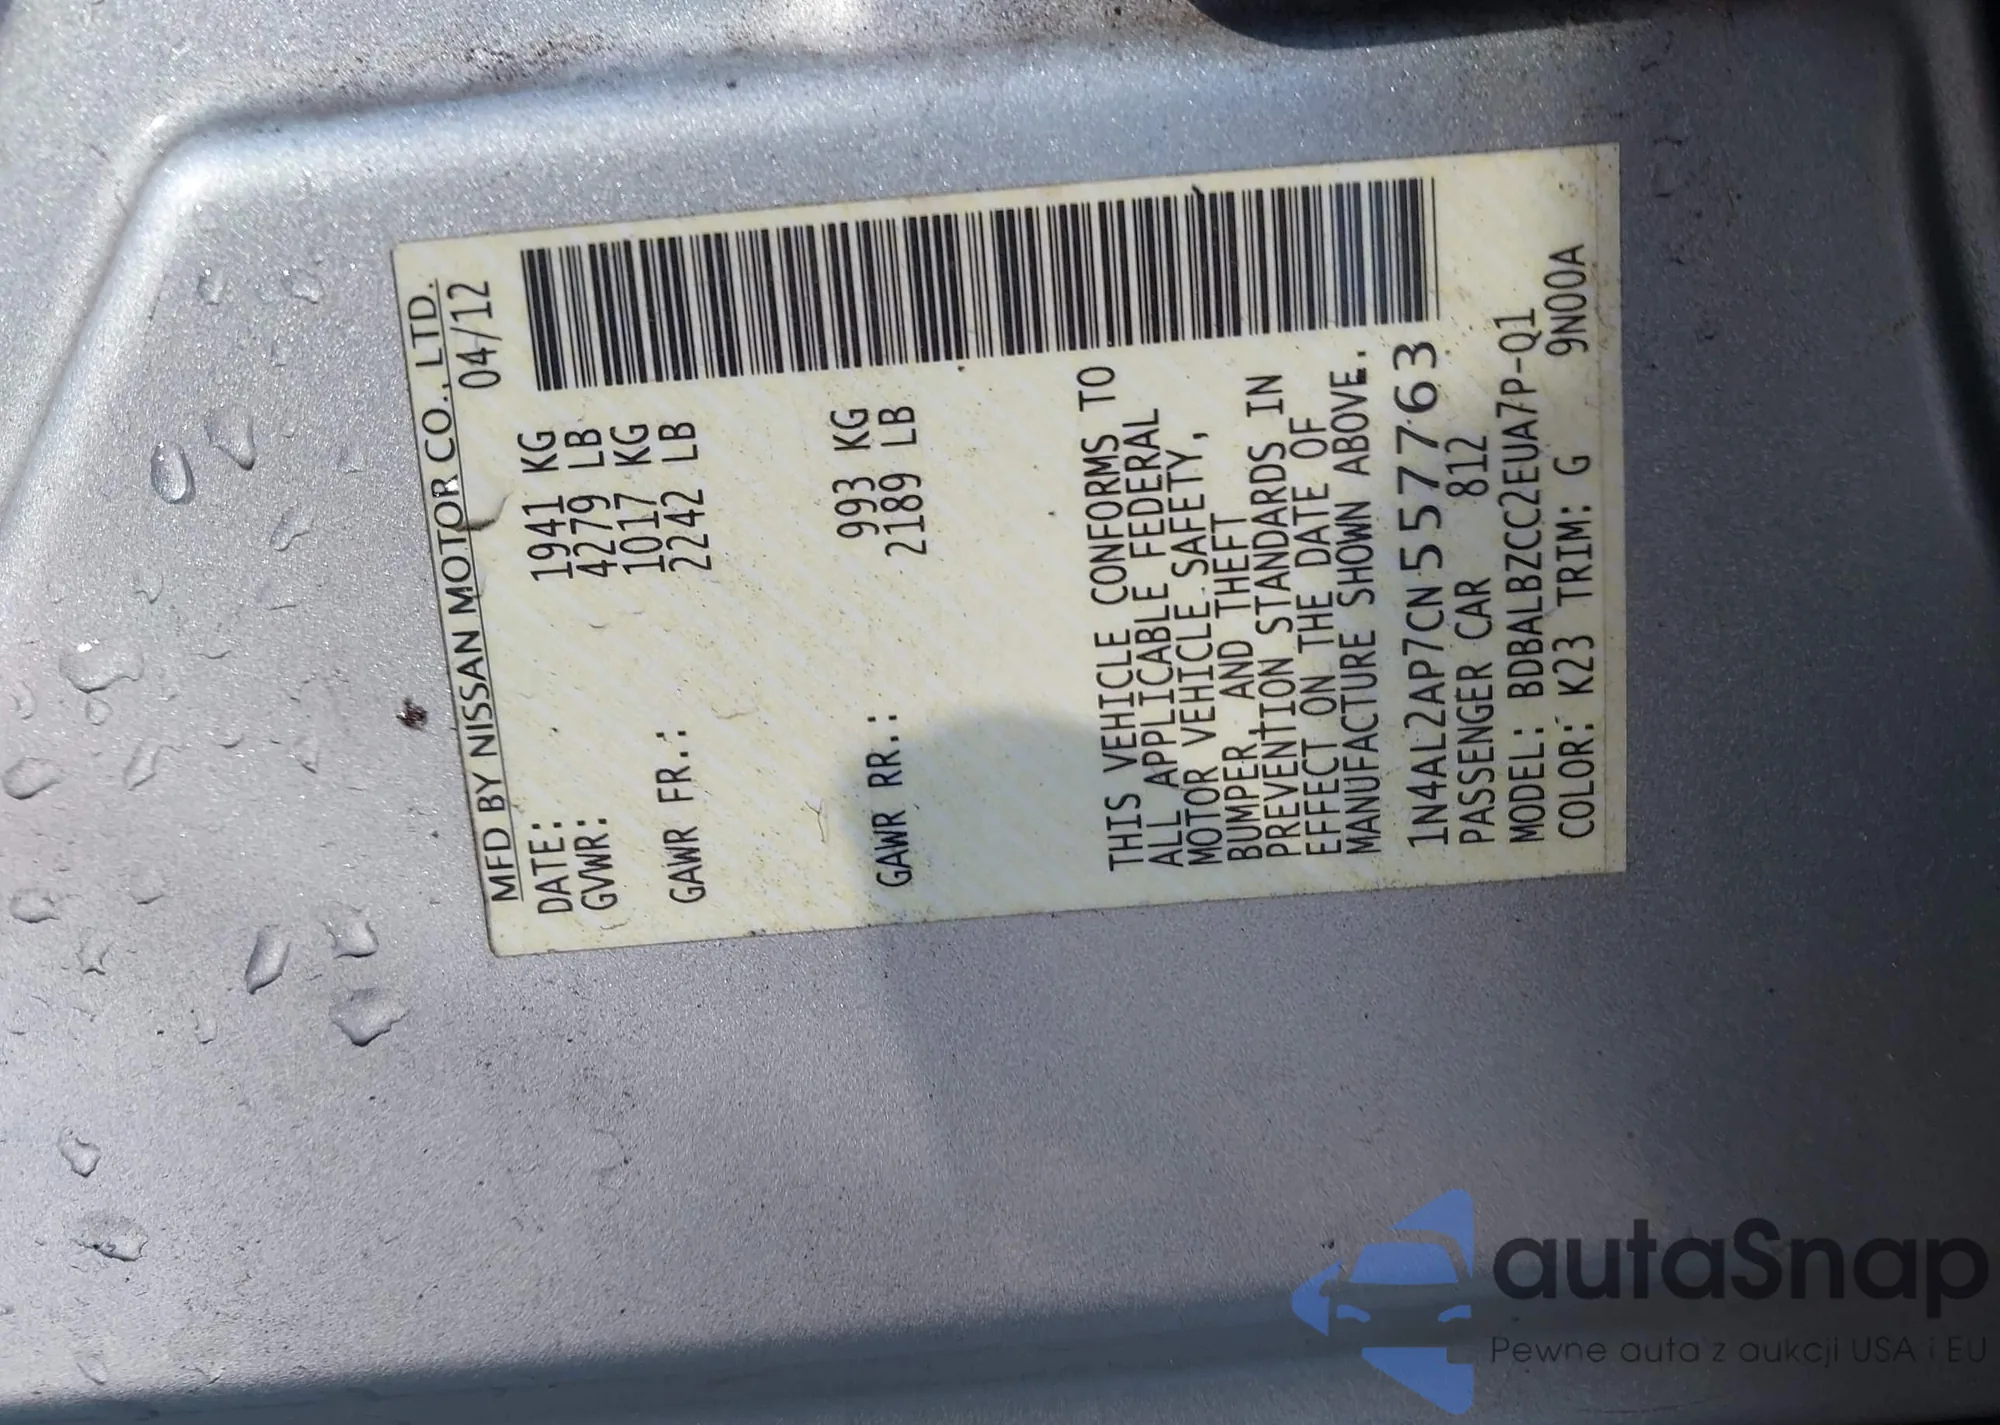 MFD BY NISSAN MOTOR CO., LTD.
DATE: 04/12
GVWR: 1941 KG
4279 LB
GAWR FR.: 1017 KG
2242 LB
GAWR RR.: 993 KG
2189 LB
THIS VEHICLE CONFORMS TO
ALL APPLICABLE FEDERAL
MOTOR VEHICLE SAFETY,
BUMPER, AND THEFT
PREVENTION STANDARDS IN
EFFECT ON THE DATE OF
MANUFACTURE SHOWN ABOVE.
1N4AL2AP7CN557763
PASSENGER CAR 812
MODEL: BDBALBZCC2EUA7P-Q1
COLOR: K23 TRIM: G 9N00A
autaSnap
Pewne auta z aukcji USA i EU